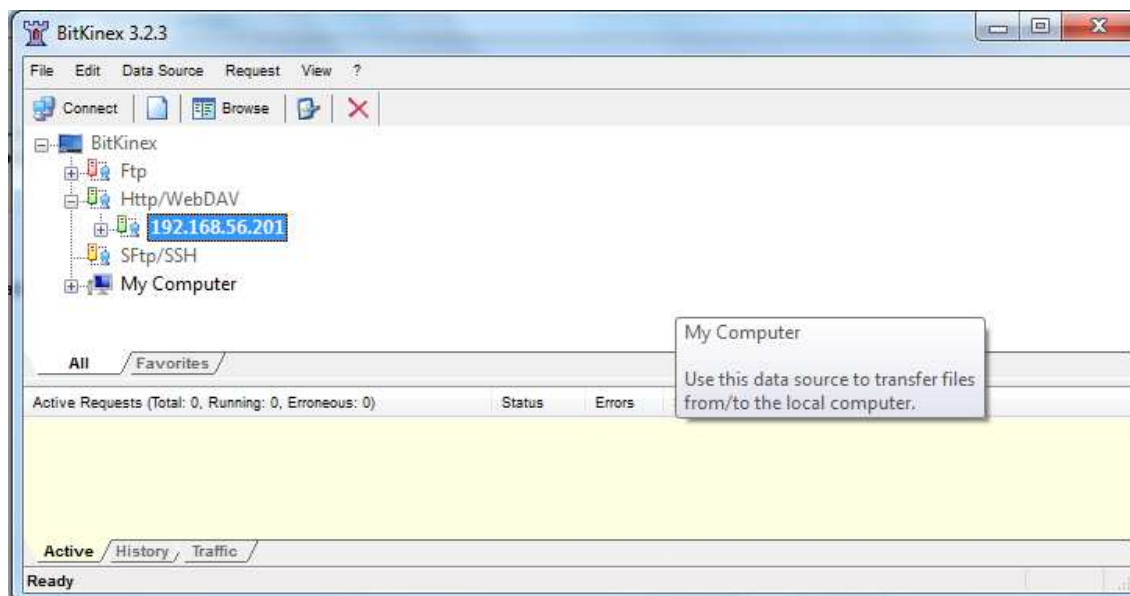 BitKinex 3.2.3
File Edit Data Source Request View ?
Connect Browse
BitKinex
Ftp
Http/WebDAV
192.168.56.201
SFtp/SSH
My Computer
My Computer
Use this data source to transfer files
from/to the local computer.
All Favorites
Active Requests (Total: 0, Running: 0, Erroneous: 0) Status Errors
Active History Traffic
Ready